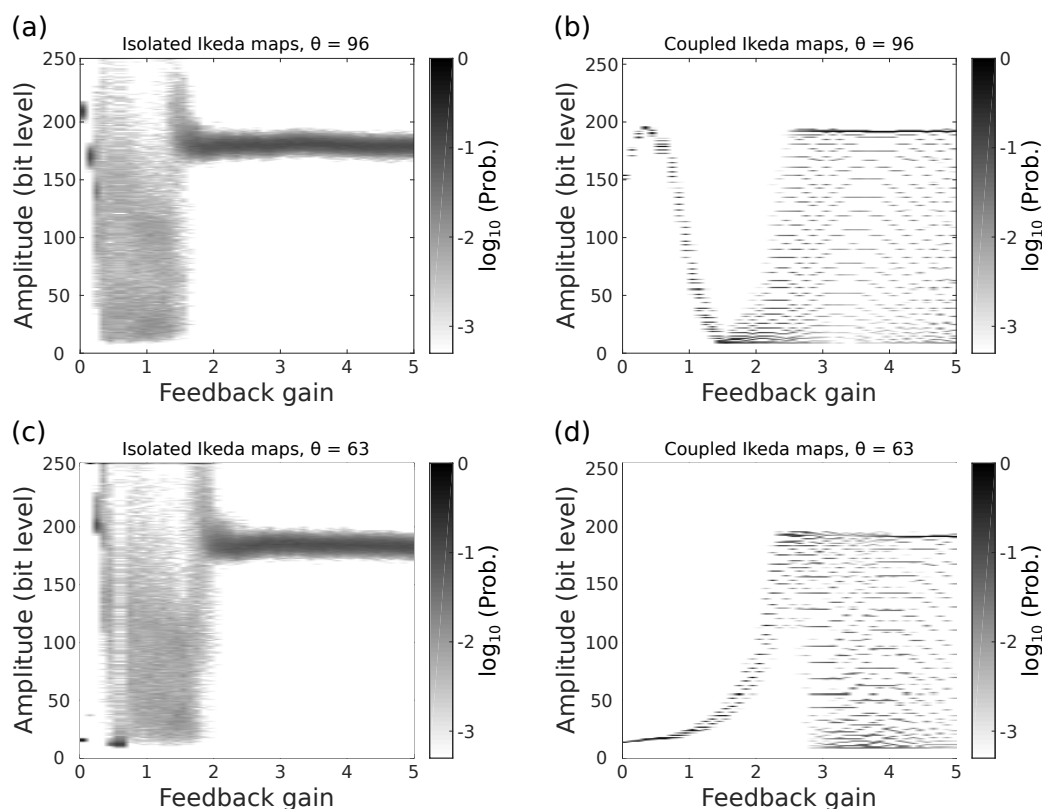 (a)
Isolated Ikeda maps, θ = 96
Amplitude (bit level)
250
200
150
100
50
0
0 1 2 3 4 5
Feedback gain
0
-1
-2
-3
log10 (Prob.)
(b)
Coupled Ikeda maps, θ = 96
Amplitude (bit level)
250
200
150
100
50
0
0 1 2 3 4 5
Feedback gain
0
-1
-2
-3
log10 (Prob.)
(c)
Isolated Ikeda maps, θ = 63
Amplitude (bit level)
250
200
150
100
50
0
0 1 2 3 4 5
Feedback gain
0
-1
-2
-3
log10 (Prob.)
(d)
Coupled Ikeda maps, θ = 63
Amplitude (bit level)
250
200
150
100
50
0
0 1 2 3 4 5
Feedback gain
0
-1
-2
-3
log10 (Prob.)